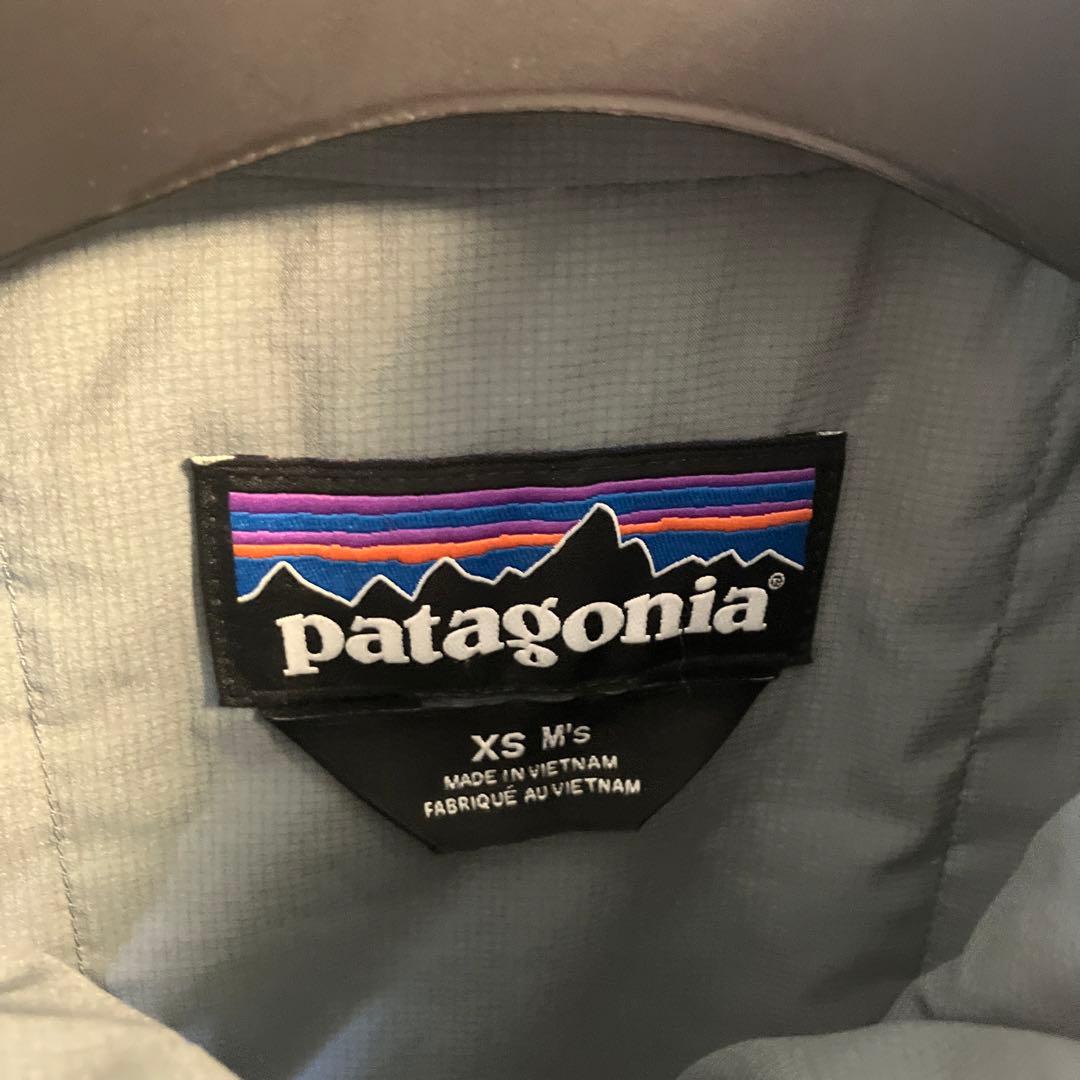 patagonia®
XS M's
MADE IN VIETNAM
FABRIQUÉ AU VIETNAM